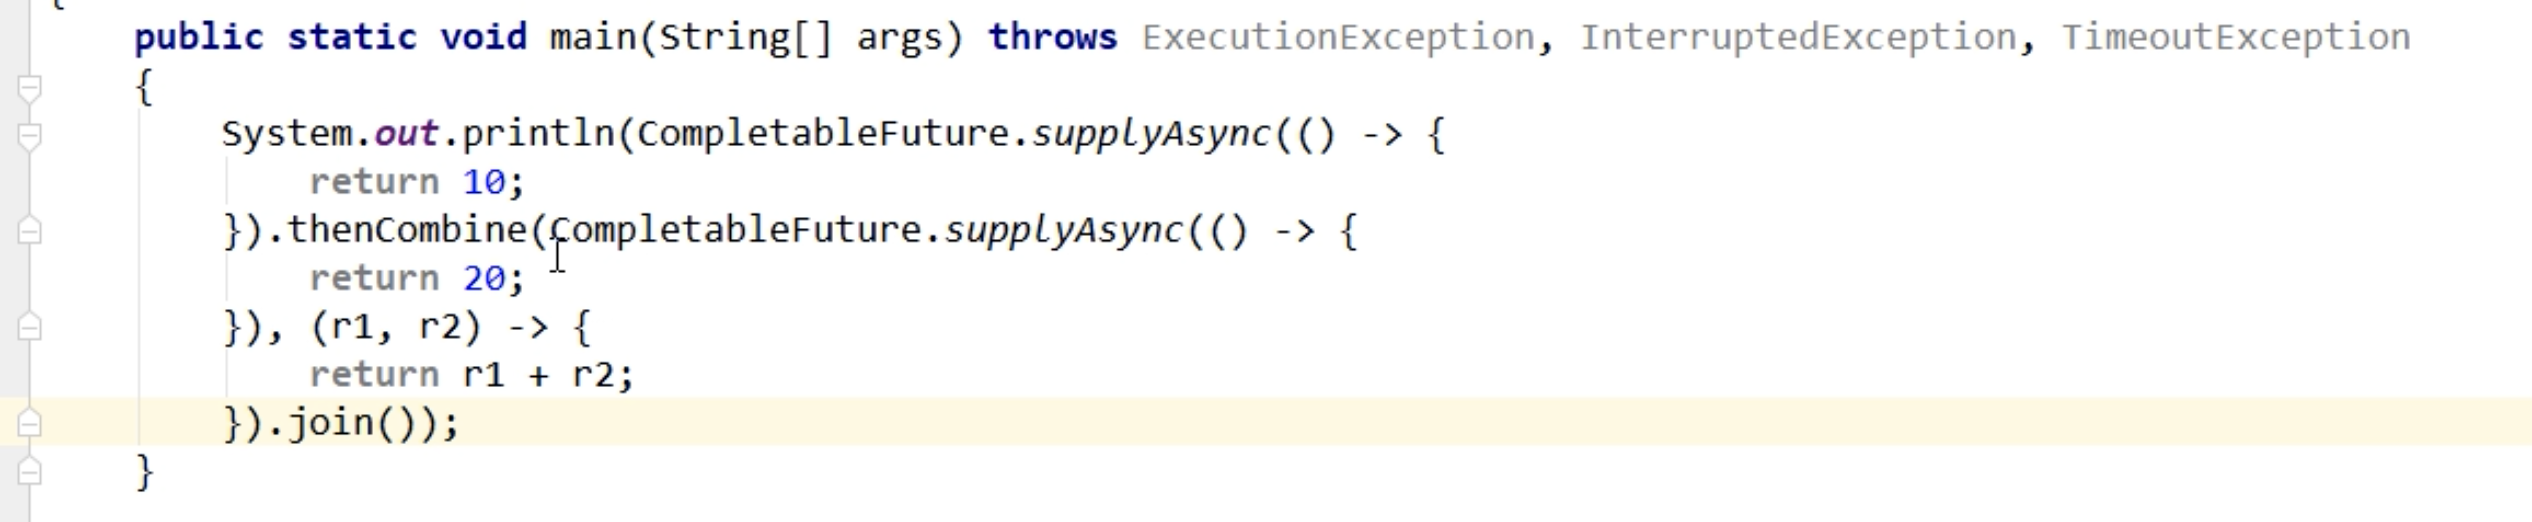 {
public static void main(String[] args) throws ExecutionException, InterruptedException, TimeoutException
{
System.out.println(CompletableFuture.supplyAsync(() -> {
return 10;
}).thenCombine(CompletableFuture.supplyAsync(() -> {
return 20;
}), (r1, r2) -> {
return r1 + r2;
}).join());
}